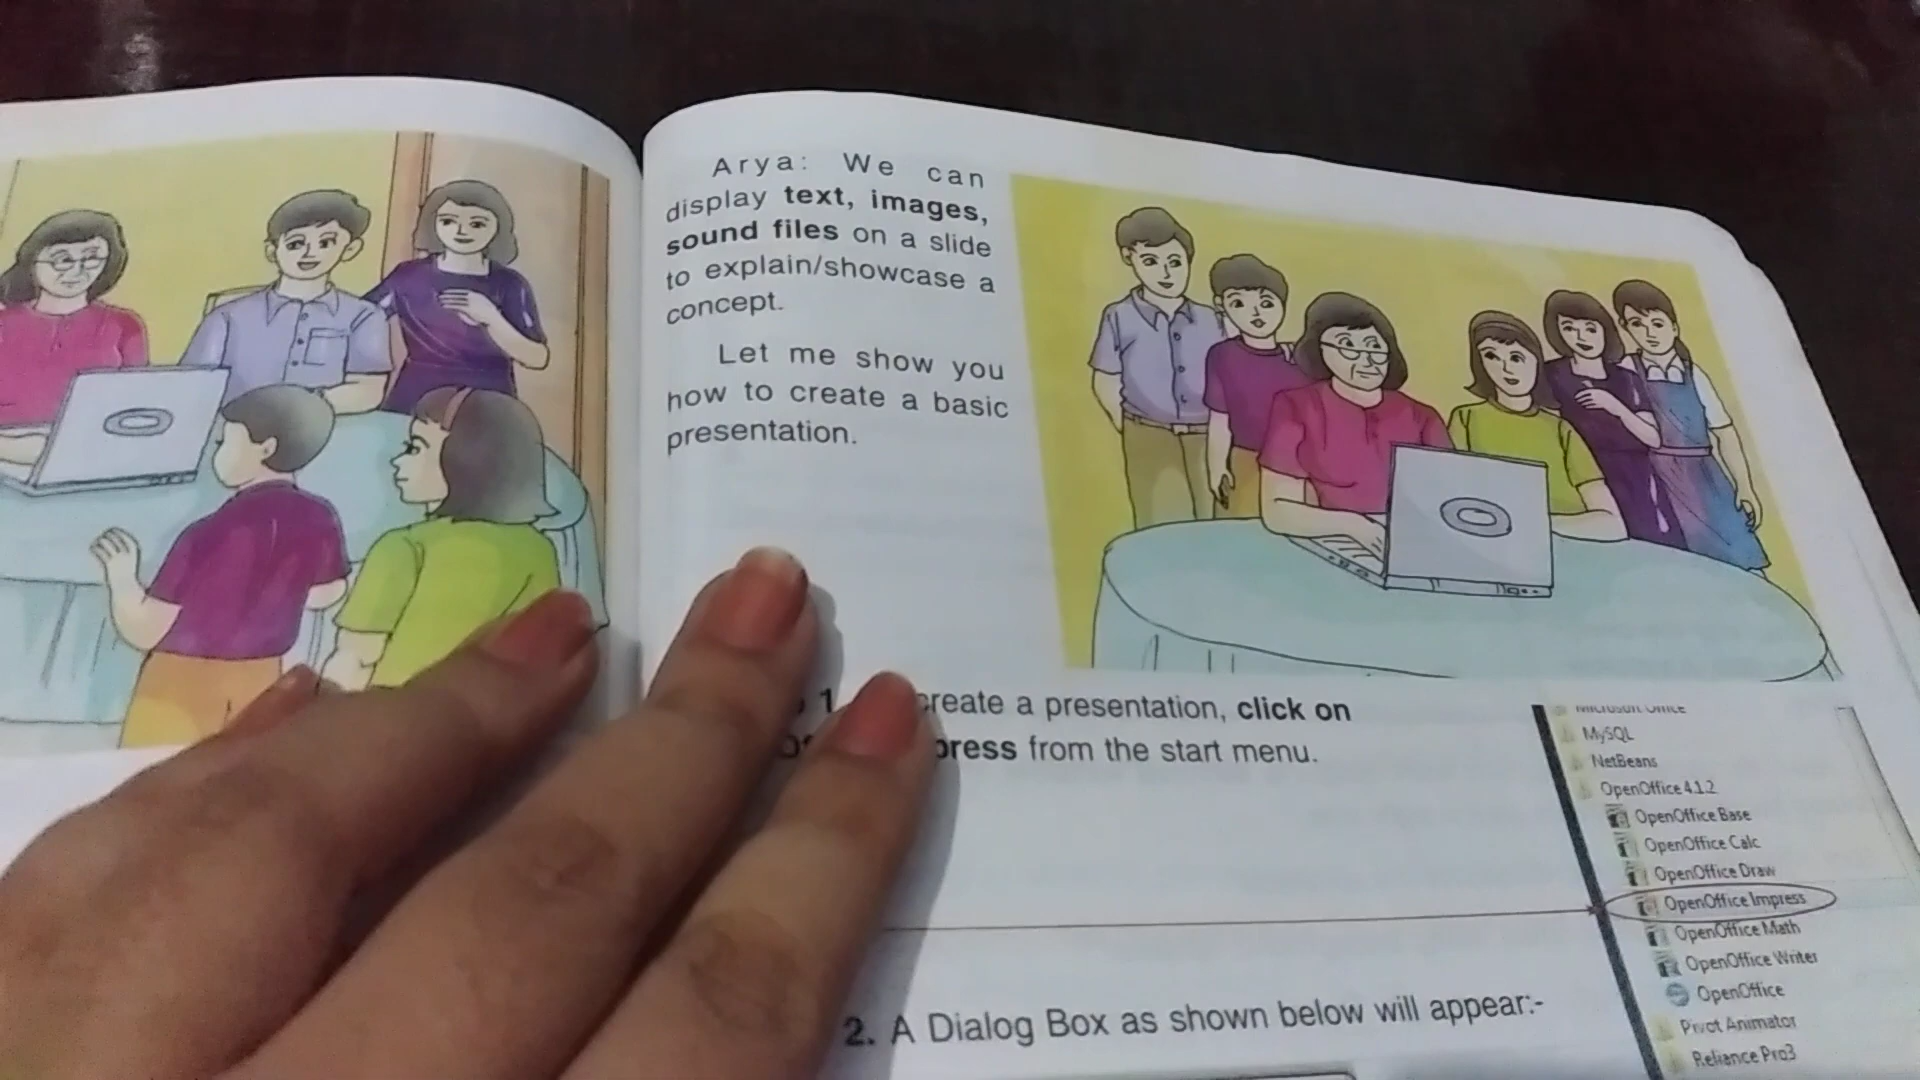 Arya: We can
display text, images,
sound files on a slide
to explain/showcase a
concept.
Let me show you
how to create a basic
presentation.
1. create a presentation, click on
from the start menu.
Microsoft Office
MySQL
NetBeans
OpenOffice 4.1.2
OpenOffice Base
OpenOffice Calc
OpenOffice Draw
OpenOffice Impress
OpenOffice Math
OpenOffice Writer
OpenOffice
Pivot Animator
Reliance Pro3
2. A Dialog Box as shown below will appear:-